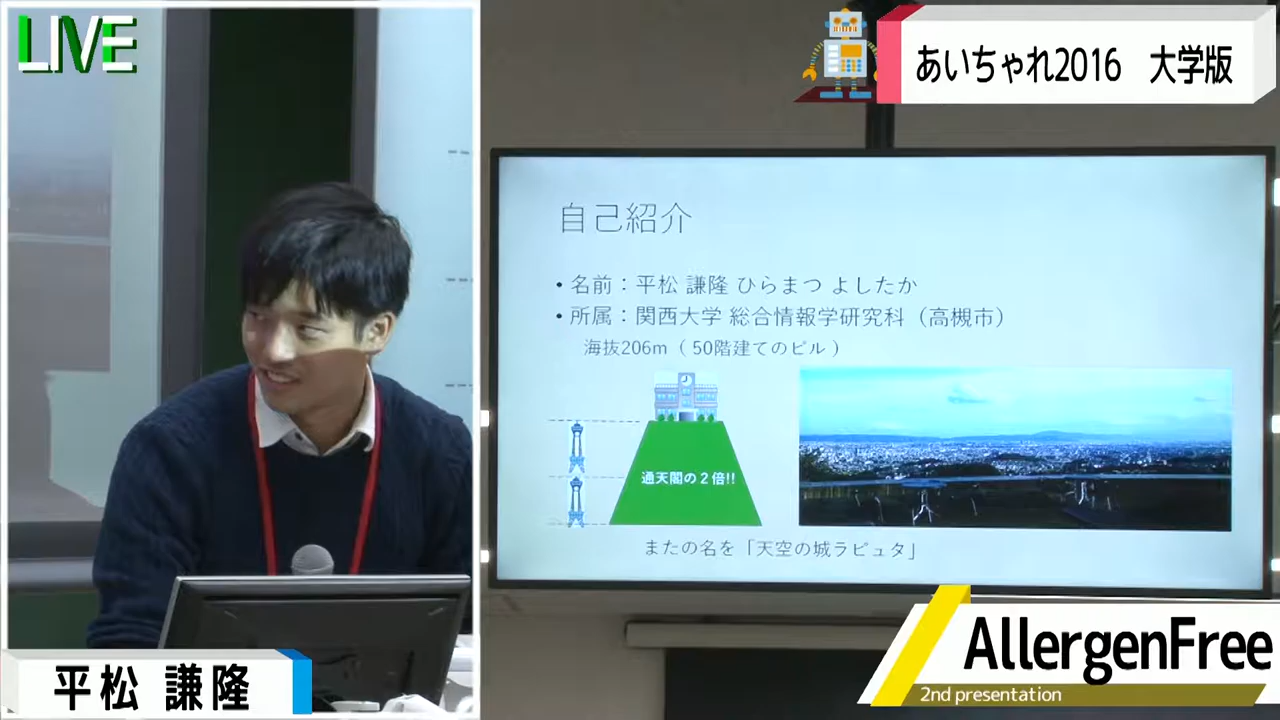 LIVE
あいちゃれ2016 大学版
自己紹介
・名前：平松 謙隆 ひらまつ よしたか
・所属：関西大学 総合情報学研究科（高槻市）
海抜206m（50階建てのビル）
通天閣の２倍!!
またの名を「天空の城ラピュタ」
平松 謙隆
AllergenFree
2nd presentation